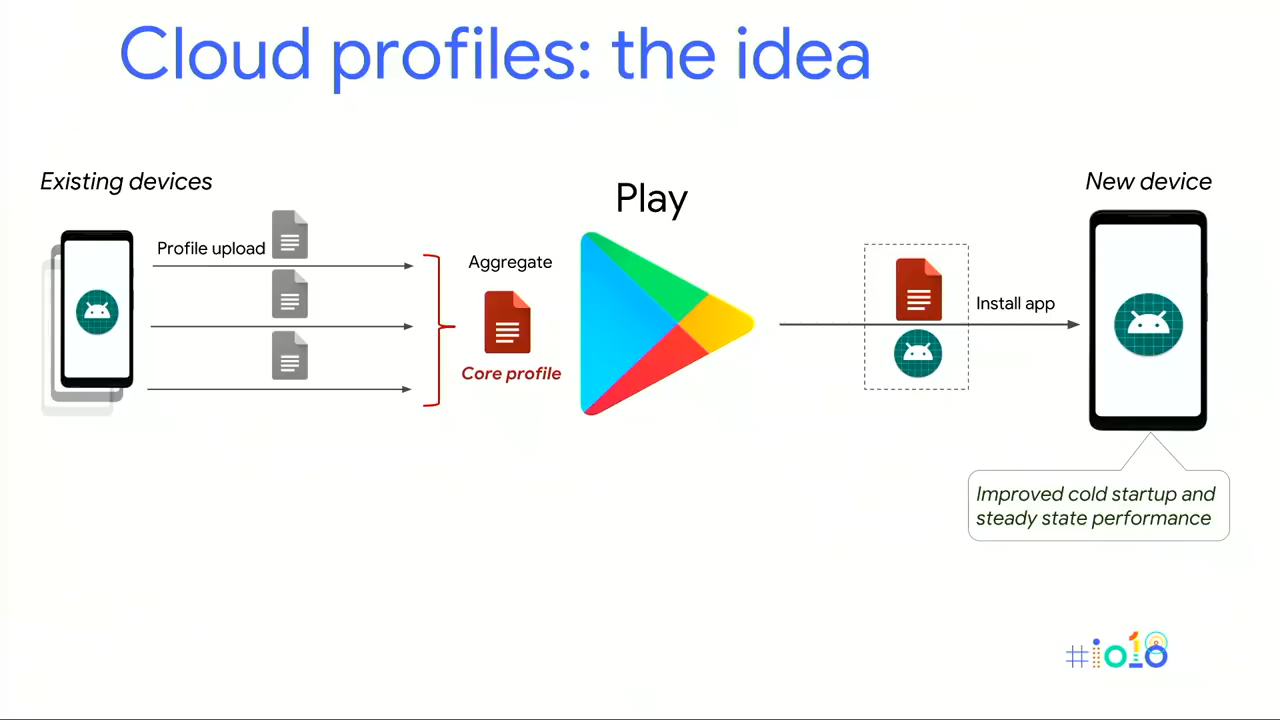 Cloud profiles: the idea
Existing devices
Profile upload
Aggregate
Core profile
Play
Install app
New device
Improved cold startup and
steady state performance
#io18